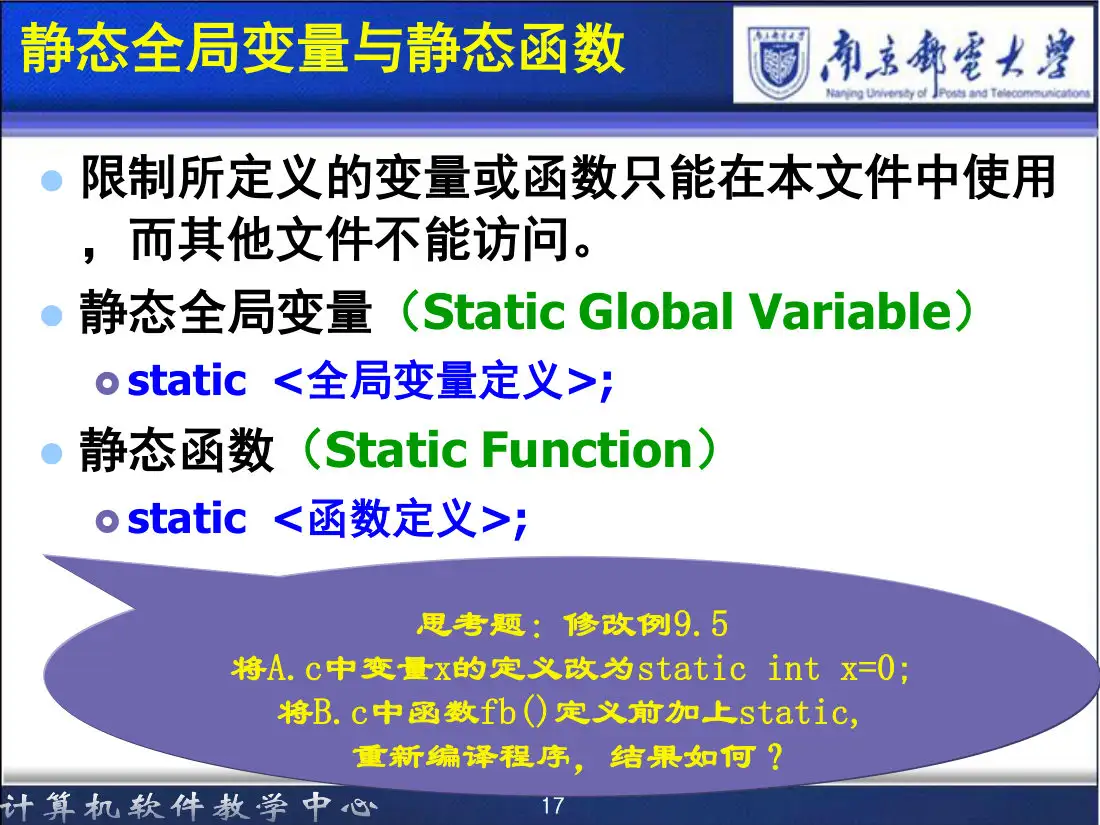 静态全局变量与静态函数
南京邮电大学
Nanjing University of Posts and Telecommunications
限制所定义的变量或函数只能在本文件中使用
，而其他文件不能访问。
静态全局变量（Static Global Variable）
static <全局变量定义>;
静态函数（Static Function）
static <函数定义>;
思考题：修改例9.5
将A.c中变量x的定义改为static int x=0;
将B.c中函数fb()定义前加上static,
重新编译程序，结果如何？
计算机软件教学中心
17